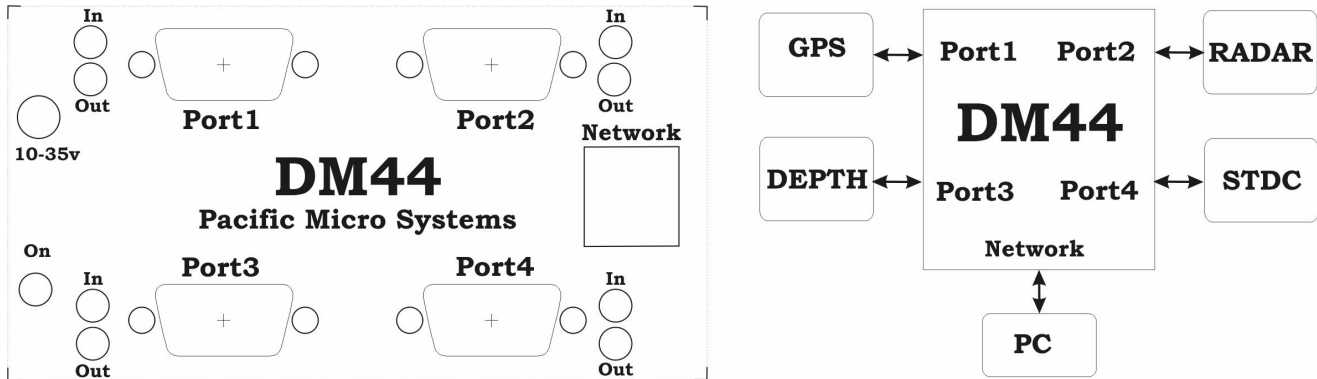 In
Out
Port1
Port2
In
Out
10-35v
Network
DM44
Pacific Micro Systems
On
In
Out
Port3
Port4
In
Out
GPS
Port1
Port2
RADAR
DM44
DEPTH
Port3
Port4
STDC
Network
PC